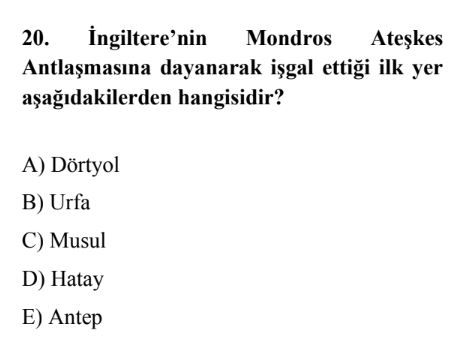 20. İngiltere’nin Mondros Ateşkes
Antlaşmasına dayanarak işgal ettiği ilk yer
aşağıdakilerden hangisidir?
A) Dörtyol
B) Urfa
C) Musul
D) Hatay
E) Antep